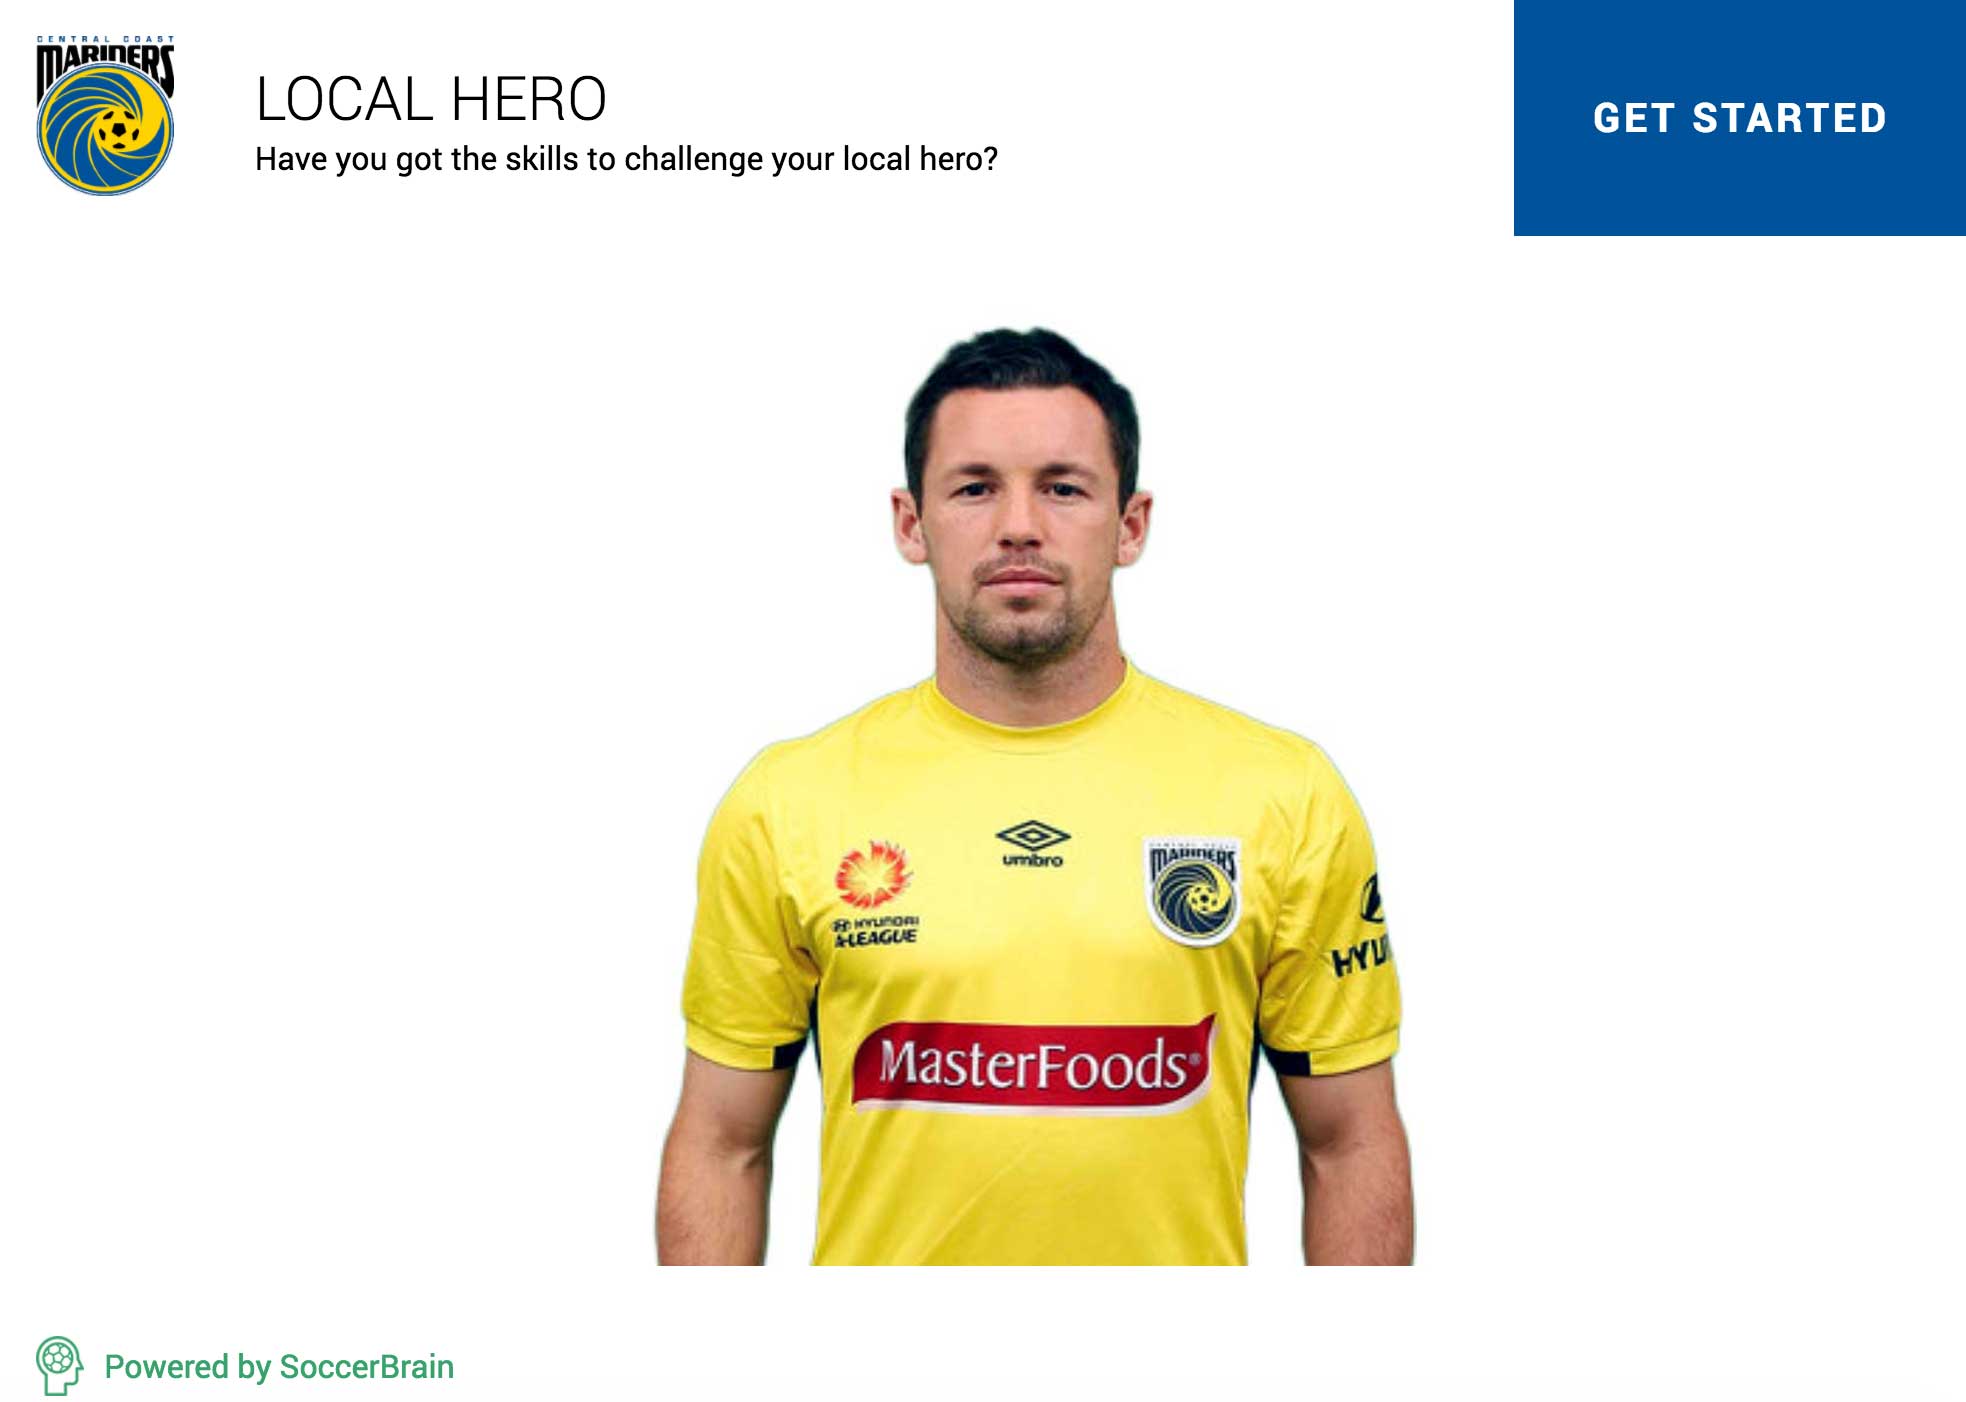 CENTRAL COAST
MARINERS
LOCAL HERO
Have you got the skills to challenge your local hero?
GET STARTED
umbro
MARINERS
HYUNDAI
A-LEAGUE
HYU
MasterFoods®
Powered by SoccerBrain